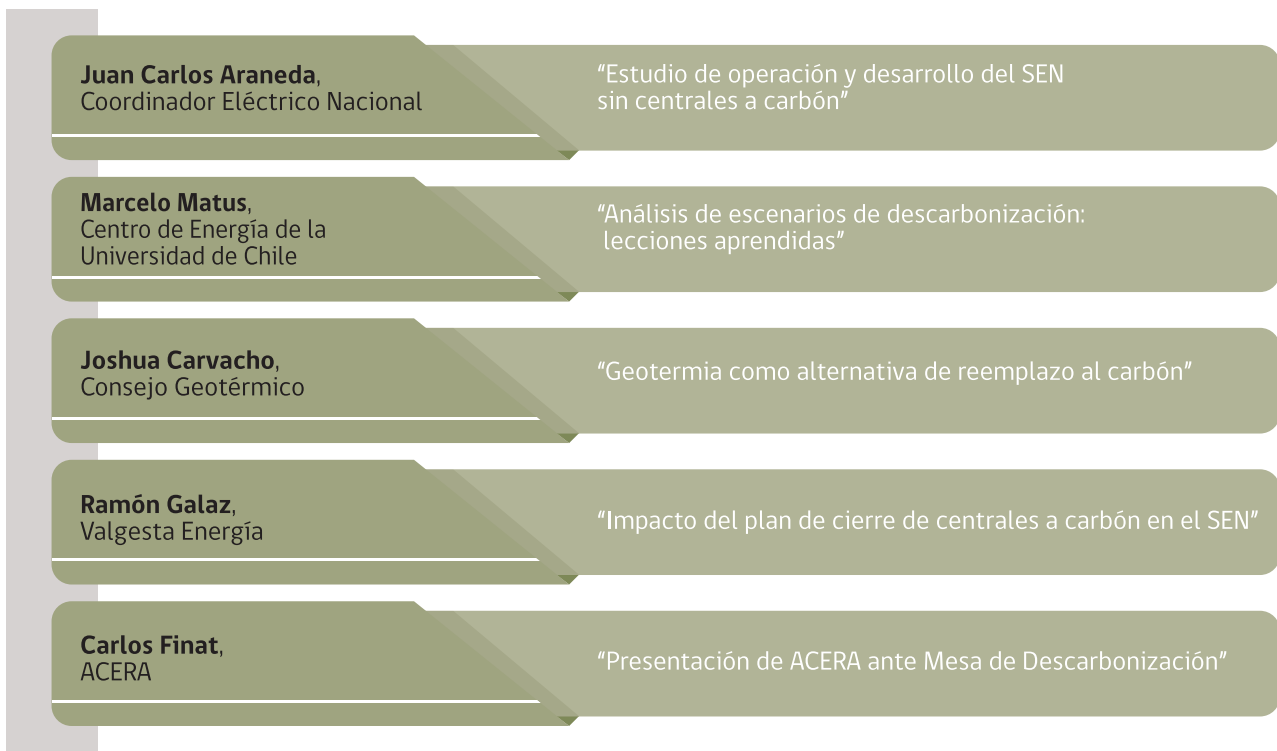 Juan Carlos Araneda,
Coordinador Eléctrico Nacional
“Estudio de operación y desarrollo del SEN
sin centrales a carbón”
Marcelo Matus,
Centro de Energía de la
Universidad de Chile
“Análisis de escenarios de descarbonización:
lecciones aprendidas”
Joshua Carvacho,
Consejo Geotérmico
“Geotermia como alternativa de reemplazo al carbón”
Ramón Galaz,
Valgesta Energía
“Impacto del plan de cierre de centrales a carbón en el SEN”
Carlos Finat,
ACERA
“Presentación de ACERA ante Mesa de Descarbonización”